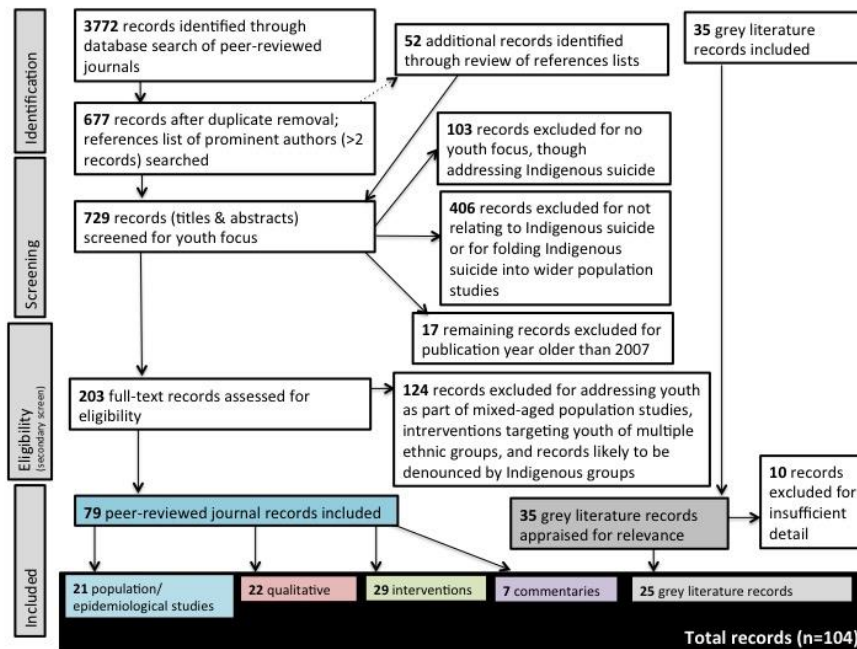 Identification
3772 records identified through
database search of peer-reviewed
journals
52 additional records identified
through review of references lists
35 grey literature
records included
677 records after duplicate removal;
references list of prominent authors (>2
records) searched
103 records excluded for no
youth focus, though
addressing Indigenous suicide
Screening
729 records (titles & abstracts)
screened for youth focus
406 records excluded for not
relating to Indigenous suicide
or for folding Indigenous
suicide into wider population
studies
17 remaining records excluded for
publication year older than 2007
Eligibility
(secondary screen)
203 full-text records assessed for
eligibility
124 records excluded for addressing youth
as part of mixed-aged population studies,
intrerventions targeting youth of multiple
ethnic groups, and records likely to be
denounced by Indigenous groups
10 records
excluded for
insufficient
detail
Included
79 peer-reviewed journal records included
35 grey literature records
appraised for relevance
21 population/
epidemiological studies
22 qualitative
29 interventions
7 commentaries
25 grey literature records
Total records (n=104)